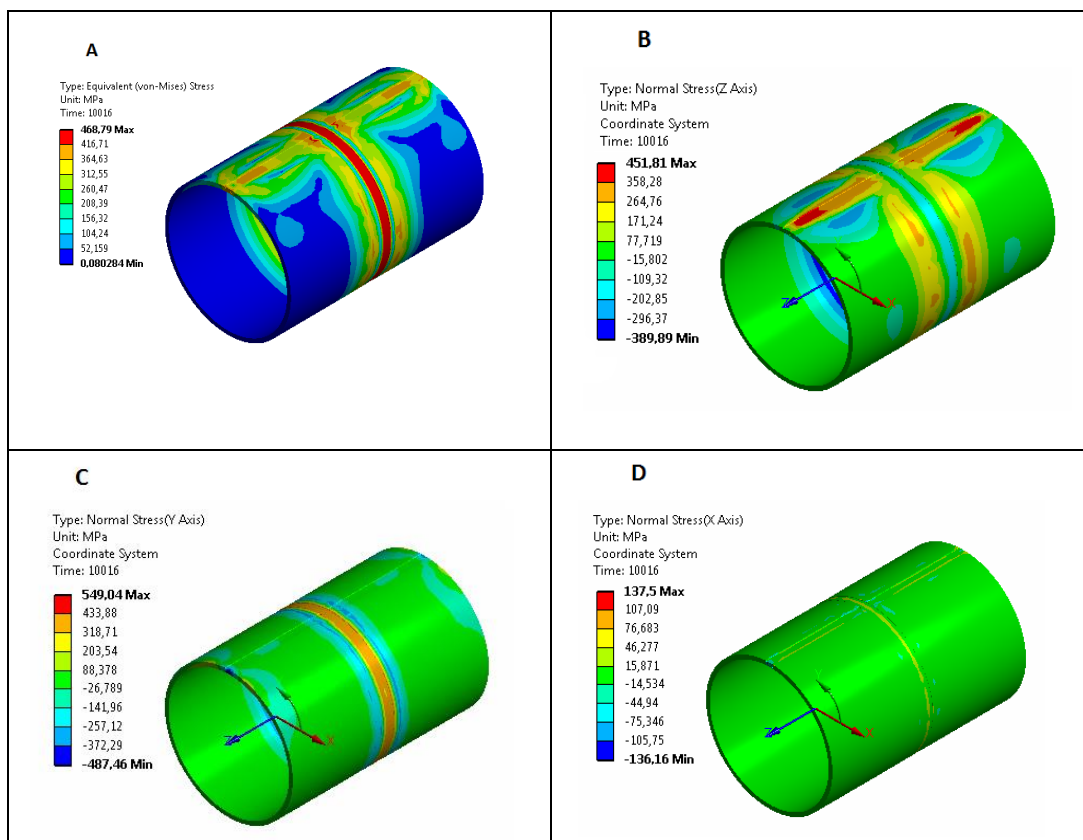 A
Type: Equivalent (von-Mises) Stress
Unit: MPa
Time: 10016
468,79 Max
416,71
364,63
312,55
260,47
208,39
156,32
104,24
52,159
0,080284 Min
B
Type: Normal Stress(Z Axis)
Unit: MPa
Coordinate System
Time: 10016
451,81 Max
358,28
264,76
171,24
77,719
-15,802
-109,32
-202,85
-296,37
-389,89 Min
Z
X
C
Type: Normal Stress(Y Axis)
Unit: MPa
Coordinate System
Time: 10016
549,04 Max
433,88
318,71
203,54
88,378
-26,789
-141,96
-257,12
-372,29
-487,46 Min
Z
X
D
Type: Normal Stress(X Axis)
Unit: MPa
Coordinate System
Time: 10016
137,5 Max
107,09
76,683
46,277
15,871
-14,534
-44,94
-75,346
-105,75
-136,16 Min
Z
X